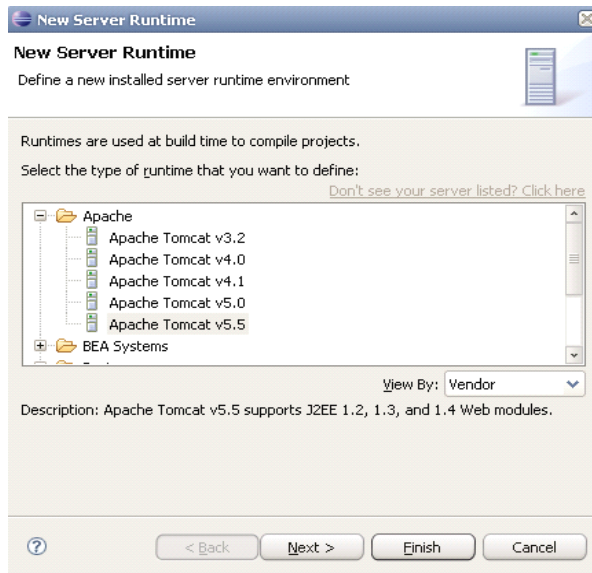 New Server Runtime
New Server Runtime
Define a new installed server runtime environment
Runtimes are used at build time to compile projects.
Select the type of runtime that you want to define:
Don't see your server listed? Click here
Apache
Apache Tomcat v3.2
Apache Tomcat v4.0
Apache Tomcat v4.1
Apache Tomcat v5.0
Apache Tomcat v5.5
BEA Systems
View By: Vendor
Description: Apache Tomcat v5.5 supports J2EE 1.2, 1.3, and 1.4 Web modules.
? < Back Next > Finish Cancel